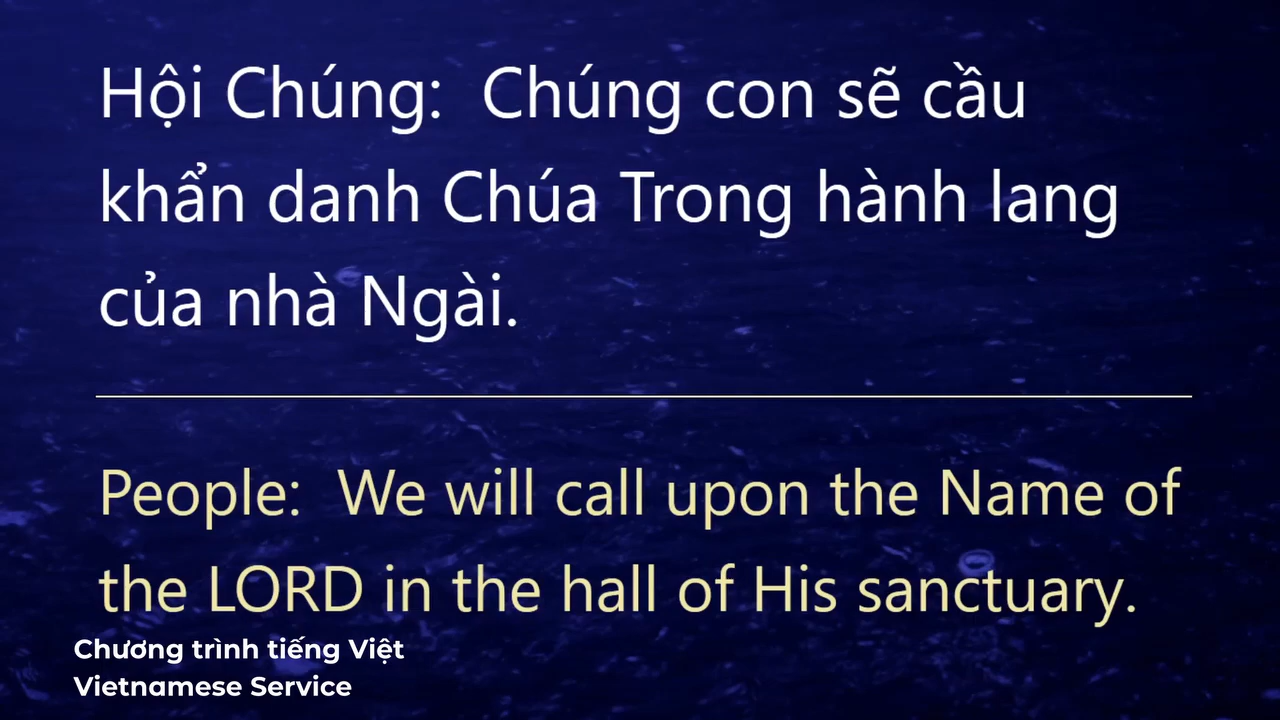 Hội Chúng:  Chúng con sẽ cầu
khẩn danh Chúa Trong hành lang
của nhà Ngài.
People:  We will call upon the Name of
the LORD in the hall of His sanctuary.
Chương trình tiếng Việt
Vietnamese Service